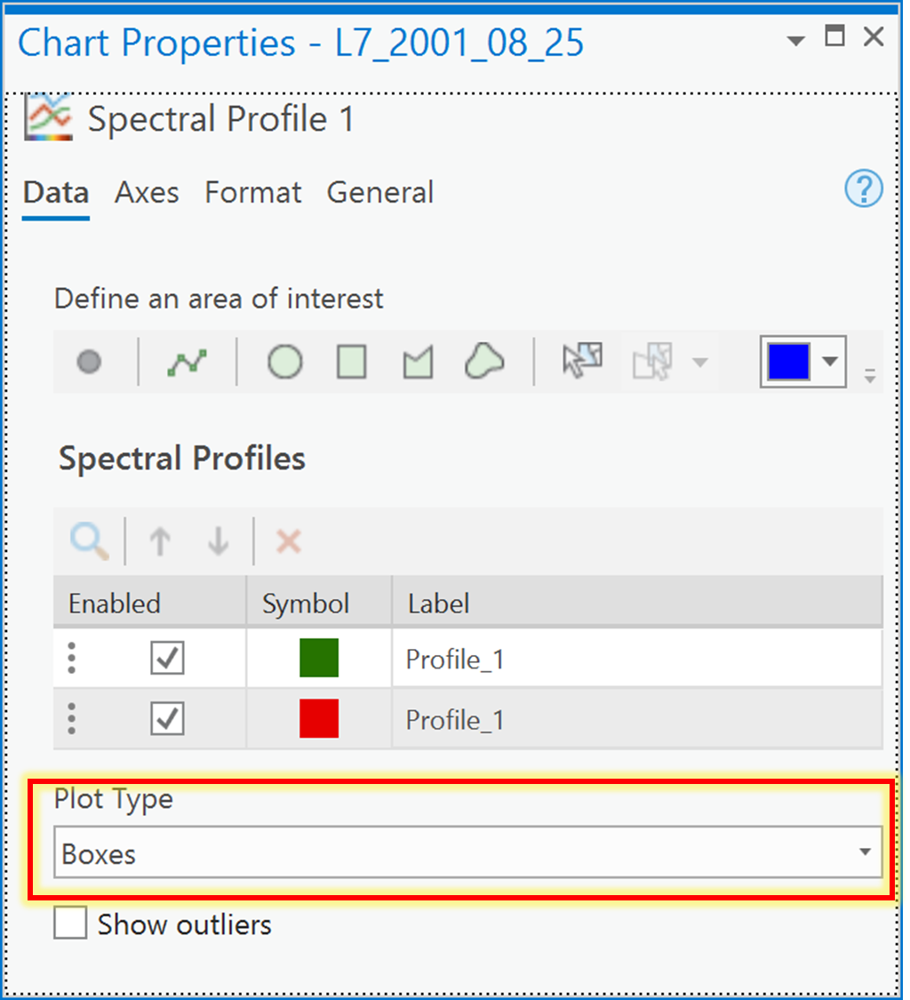 Chart Properties - L7_2001_08_25
Spectral Profile 1
Data Axes Format General
?
Define an area of interest
Spectral Profiles
Enabled Symbol Label
Profile_1
Profile_1
Plot Type
Boxes
Show outliers